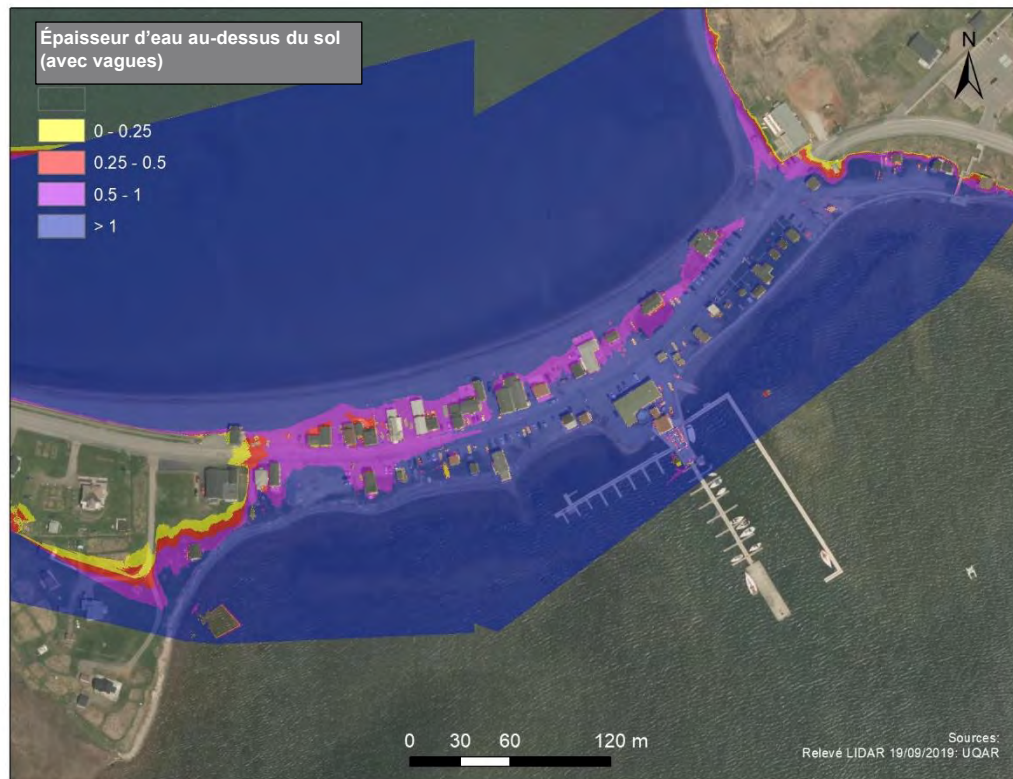 Épaisseur d'eau au-dessus du sol
(avec vagues)
N
0 - 0.25
0.25 - 0.5
0.5 - 1
> 1
0 30 60 120 m
Sources:
Relevé LIDAR 19/09/2019: UQAR